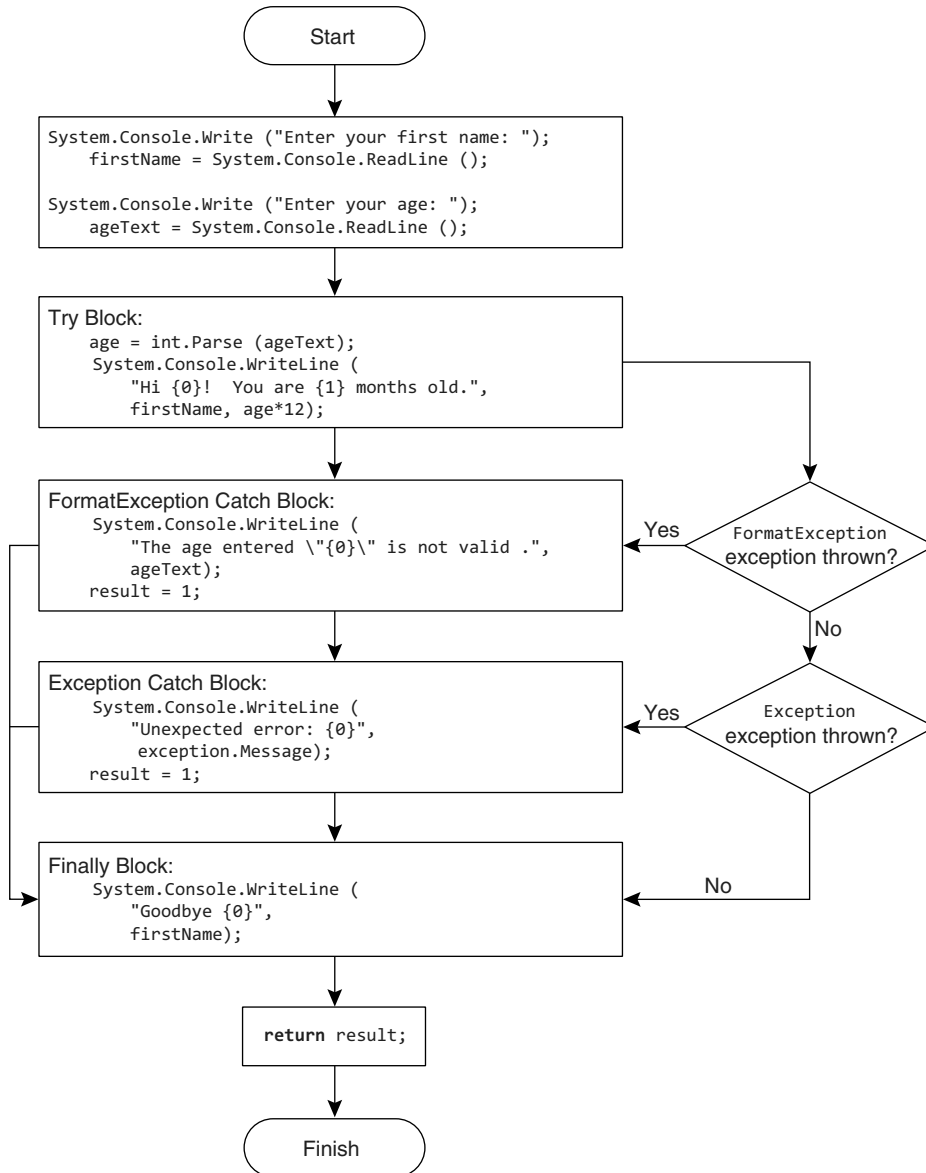 Start
System.Console.Write ("Enter your first name: ");
firstName = System.Console.ReadLine ();
System.Console.Write ("Enter your age: ");
ageText = System.Console.ReadLine ();
Try Block:
age = int.Parse (ageText);
System.Console.WriteLine (
"Hi {0}!  You are {1} months old.",
firstName, age*12);
FormatException Catch Block:
System.Console.WriteLine (
"The age entered \"{0}\" is not valid .",
ageText);
result = 1;
Yes
FormatException
exception thrown?
No
Exception Catch Block:
System.Console.WriteLine (
"Unexpected error: {0}",
exception.Message);
result = 1;
Yes
Exception
exception thrown?
Finally Block:
System.Console.WriteLine (
"Goodbye {0}",
firstName);
No
return result;
Finish